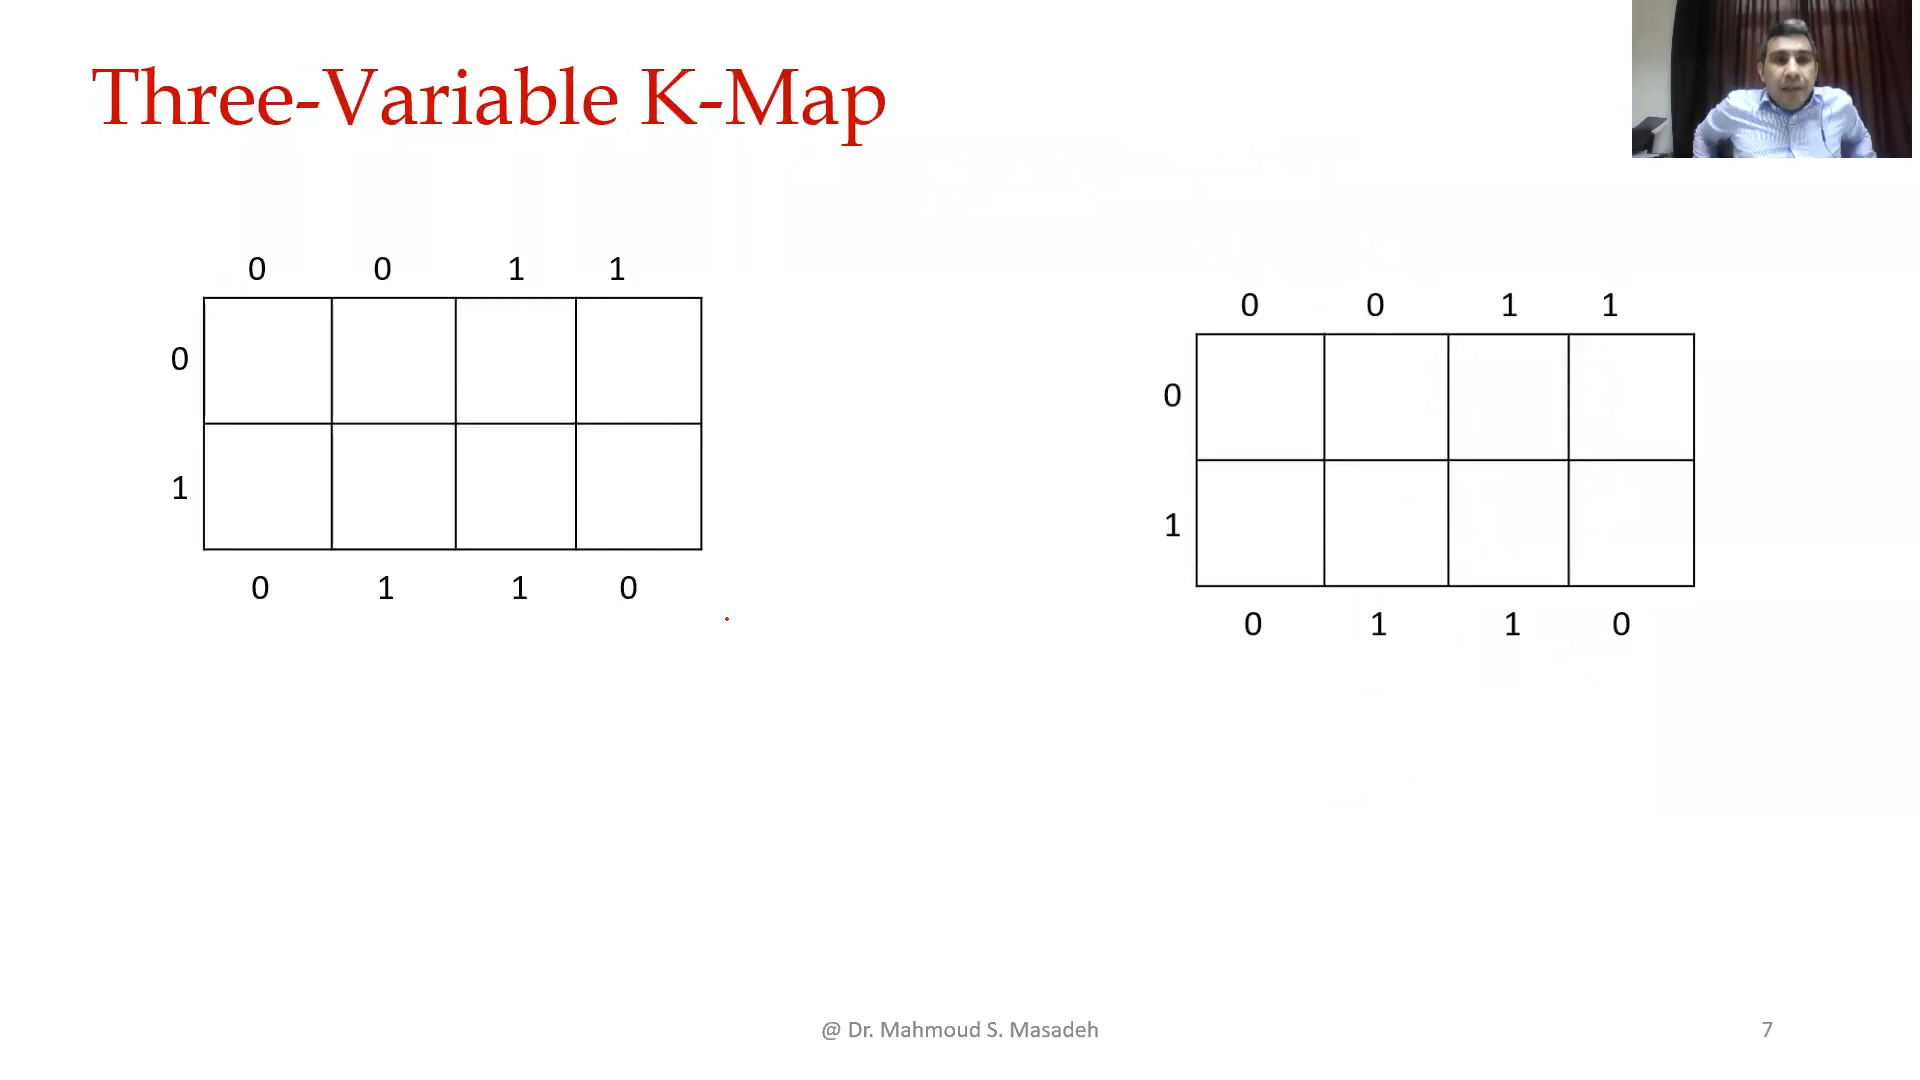 Three-Variable K-Map
0 0 1 1
0
1
0 1 1 0
0 0 1 1
0
1
0 1 1 0
@ Dr. Mahmoud S. Masadeh
7